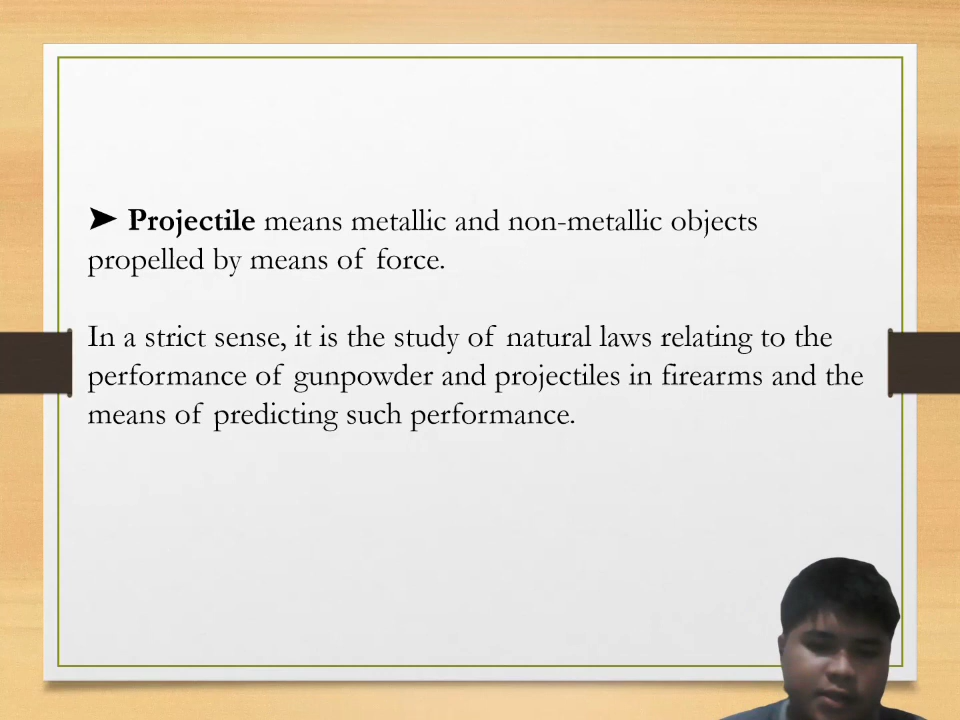 ➤ Projectile means metallic and non-metallic objects
propelled by means of force.
In a strict sense, it is the study of natural laws relating to the
performance of gunpowder and projectiles in firearms and the
means of predicting such performance.